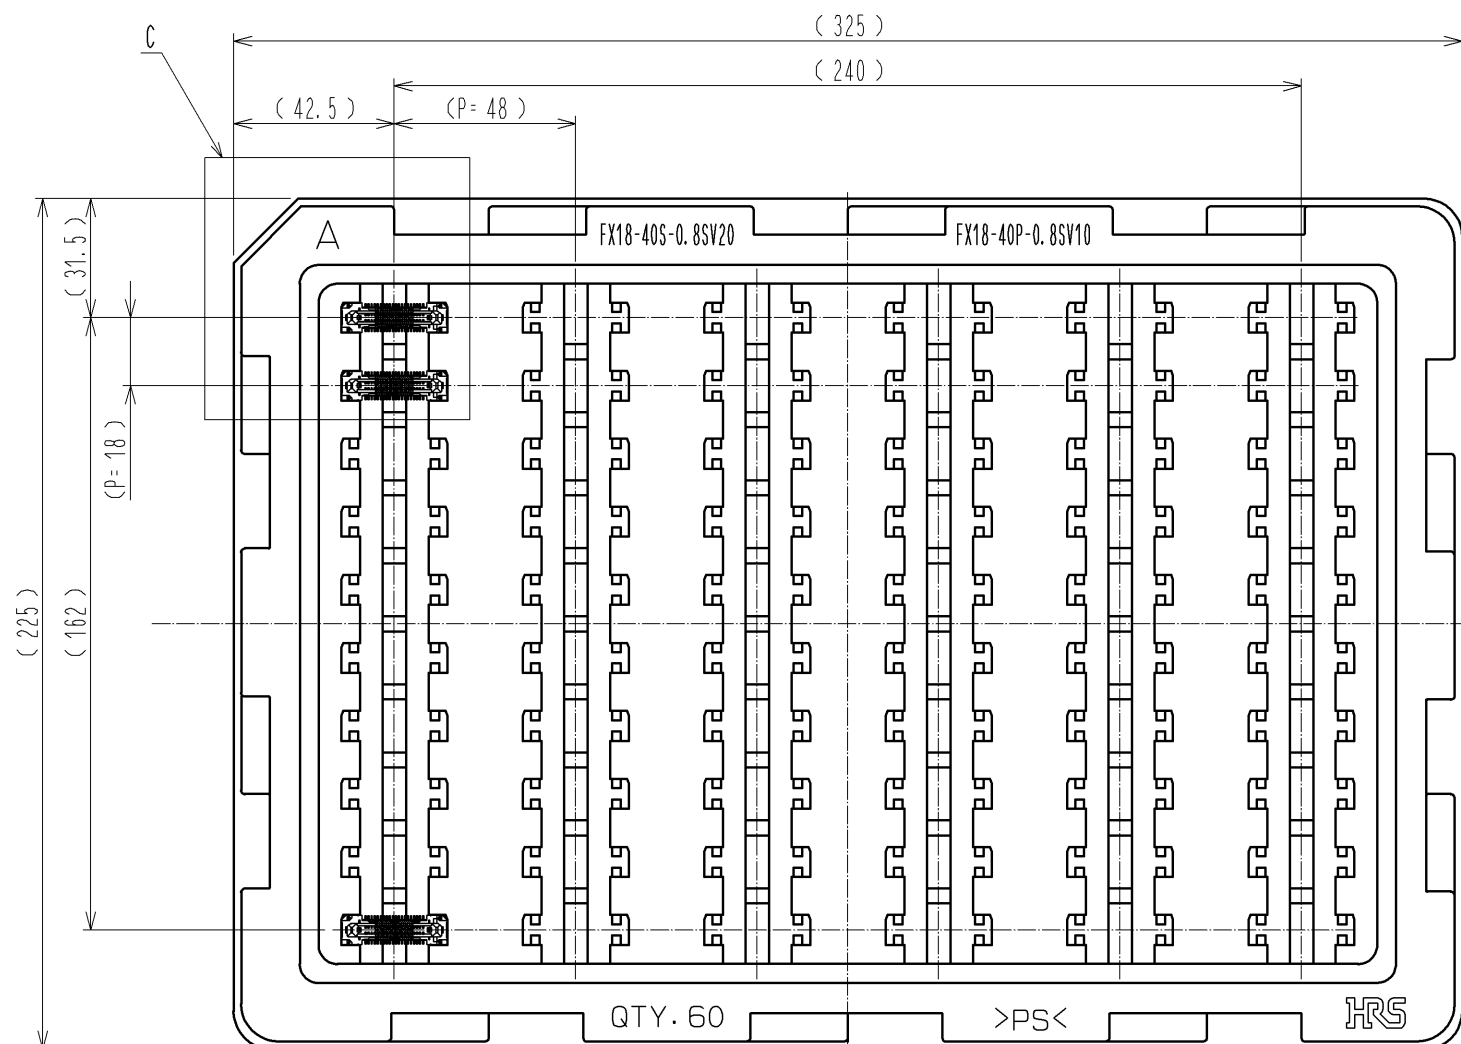 C
( 325 )
( 240 )
( 42.5 )
(P= 48 )
A
FX18-40S-0.8SV20
FX18-40P-0.8SV10
( 31.5 )
(P= 18 )
( 225 )
( 162 )
QTY. 60
>PS<
HRS